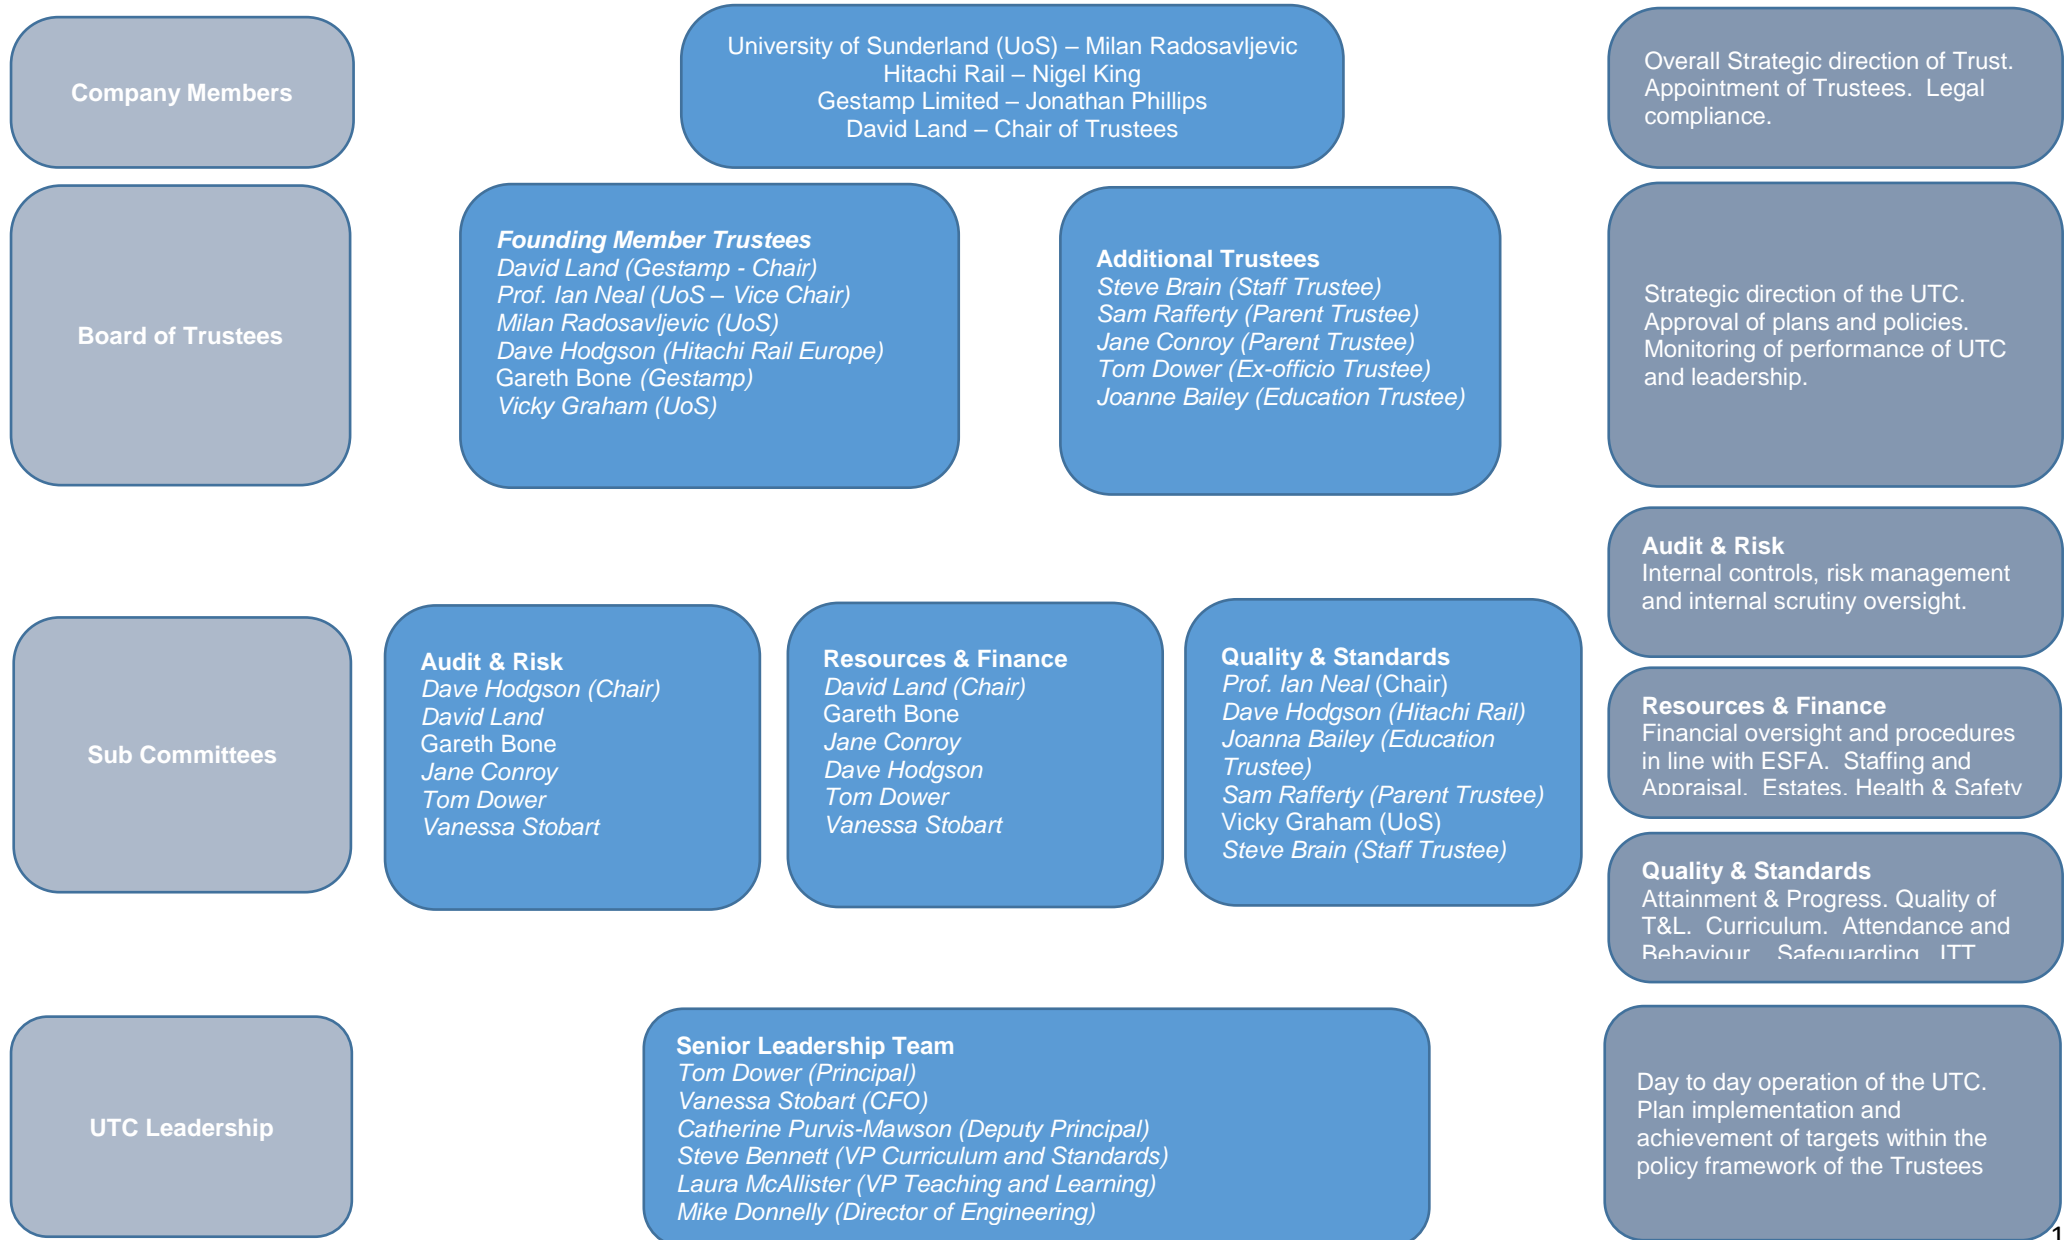 Company Members
University of Sunderland (UoS) – Milan Radosavljevic
Hitachi Rail – Nigel King
Gestamp Limited – Jonathan Phillips
David Land – Chair of Trustees
Overall Strategic direction of Trust.
Appointment of Trustees.  Legal
compliance.
Board of Trustees
Founding Member Trustees
David Land (Gestamp - Chair)
Prof. Ian Neal (UoS – Vice Chair)
Milan Radosavljevic (UoS)
Dave Hodgson (Hitachi Rail Europe)
Gareth Bone (Gestamp)
Vicky Graham (UoS)
Additional Trustees
Steve Brain (Staff Trustee)
Sam Rafferty (Parent Trustee)
Jane Conroy (Parent Trustee)
Tom Dower (Ex-officio Trustee)
Joanne Bailey (Education Trustee)
Strategic direction of the UTC.
Approval of plans and policies.
Monitoring of performance of UTC
and leadership.
Sub Committees
Audit & Risk
Dave Hodgson (Chair)
David Land
Gareth Bone
Jane Conroy
Tom Dower
Vanessa Stobart
Resources & Finance
David Land (Chair)
Gareth Bone
Jane Conroy
Dave Hodgson
Tom Dower
Vanessa Stobart
Quality & Standards
Prof. Ian Neal (Chair)
Dave Hodgson (Hitachi Rail)
Joanna Bailey (Education
Trustee)
Sam Rafferty (Parent Trustee)
Vicky Graham (UoS)
Steve Brain (Staff Trustee)
Audit & Risk
Internal controls, risk management
and internal scrutiny oversight.
Resources & Finance
Financial oversight and procedures
in line with ESFA.  Staffing and
Appraisal.  Estates. Health & Safety
Quality & Standards
Attainment & Progress. Quality of
T&L.  Curriculum.  Attendance and
Behaviour.  Safeguarding  ITT
UTC Leadership
Senior Leadership Team
Tom Dower (Principal)
Vanessa Stobart (CFO)
Catherine Purvis-Mawson (Deputy Principal)
Steve Bennett (VP Curriculum and Standards)
Laura McAllister (VP Teaching and Learning)
Mike Donnelly (Director of Engineering)
Day to day operation of the UTC.
Plan implementation and
achievement of targets within the
policy framework of the Trustees
1